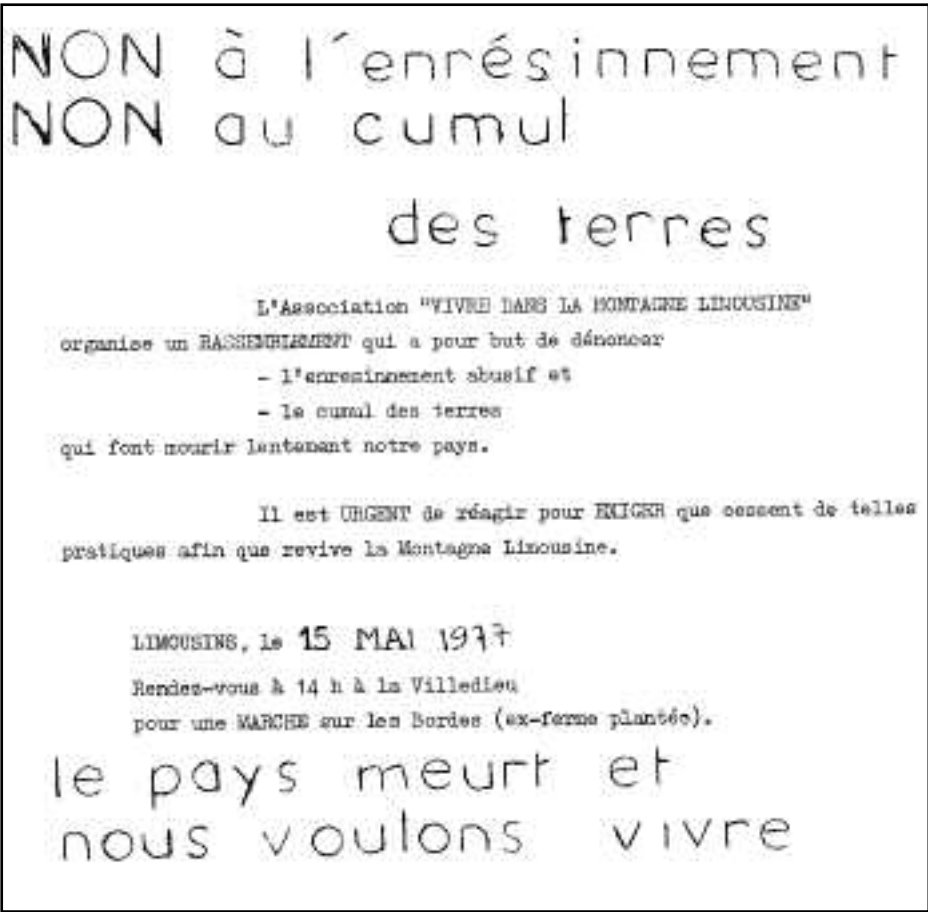 NON à l'enrésinnement
NON au cumul
des terres
L'Association "VIVRE DANS LA MONTAGNE LIMOUSINE"
organise un RASSEMBLEMENT qui a pour but de dénoncer
- l'enresinnement abusif et
- le cumul des terres
qui font mourir lentement notre pays.
Il est URGENT de réagir pour EXIGER que cessent de telles
pratiques afin que revive la Montagne Limousine.
LIMOUSINS, le 15 MAI 1977
Rendez-vous à 14 h à la Villedieu
pour une MARCHE sur les Bordes (ex-ferme plantée).
le pays meurt et
nous voulons vivre